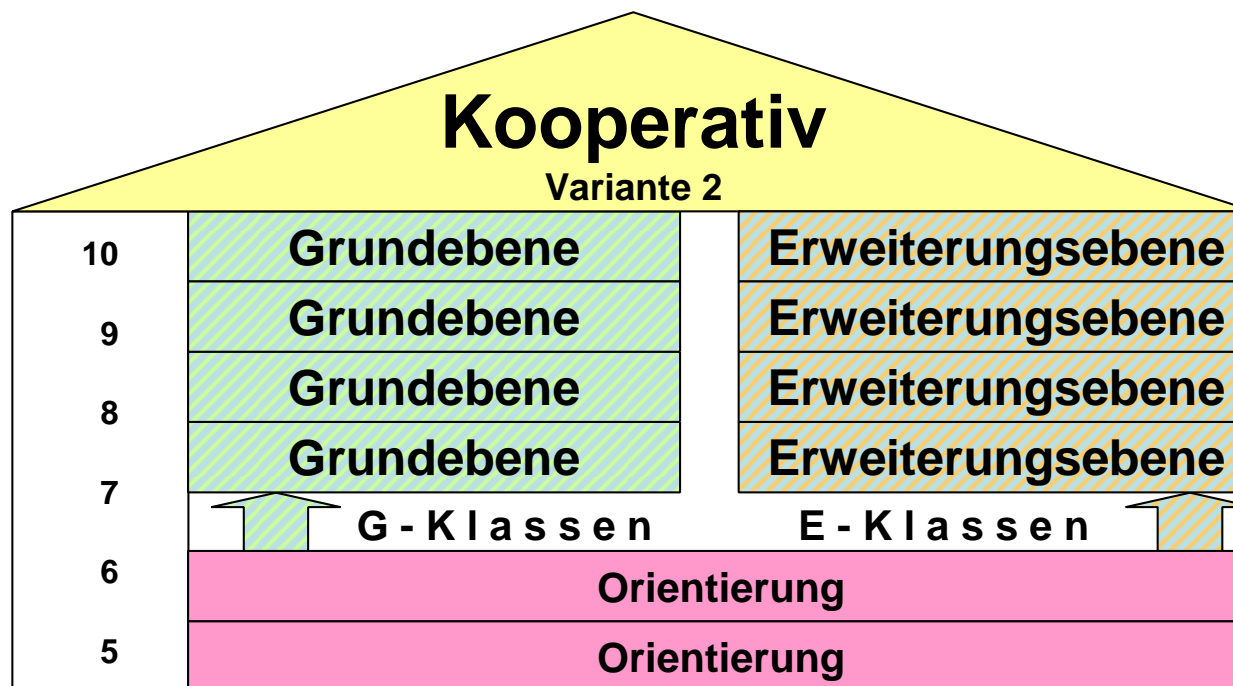 Kooperativ
Variante 2
10 Grundebene Erweiterungsebene
9 Grundebene Erweiterungsebene
8 Grundebene Erweiterungsebene
7 Grundebene Erweiterungsebene
G - K l a s s e n E - K l a s s e n
6 Orientierung
5 Orientierung